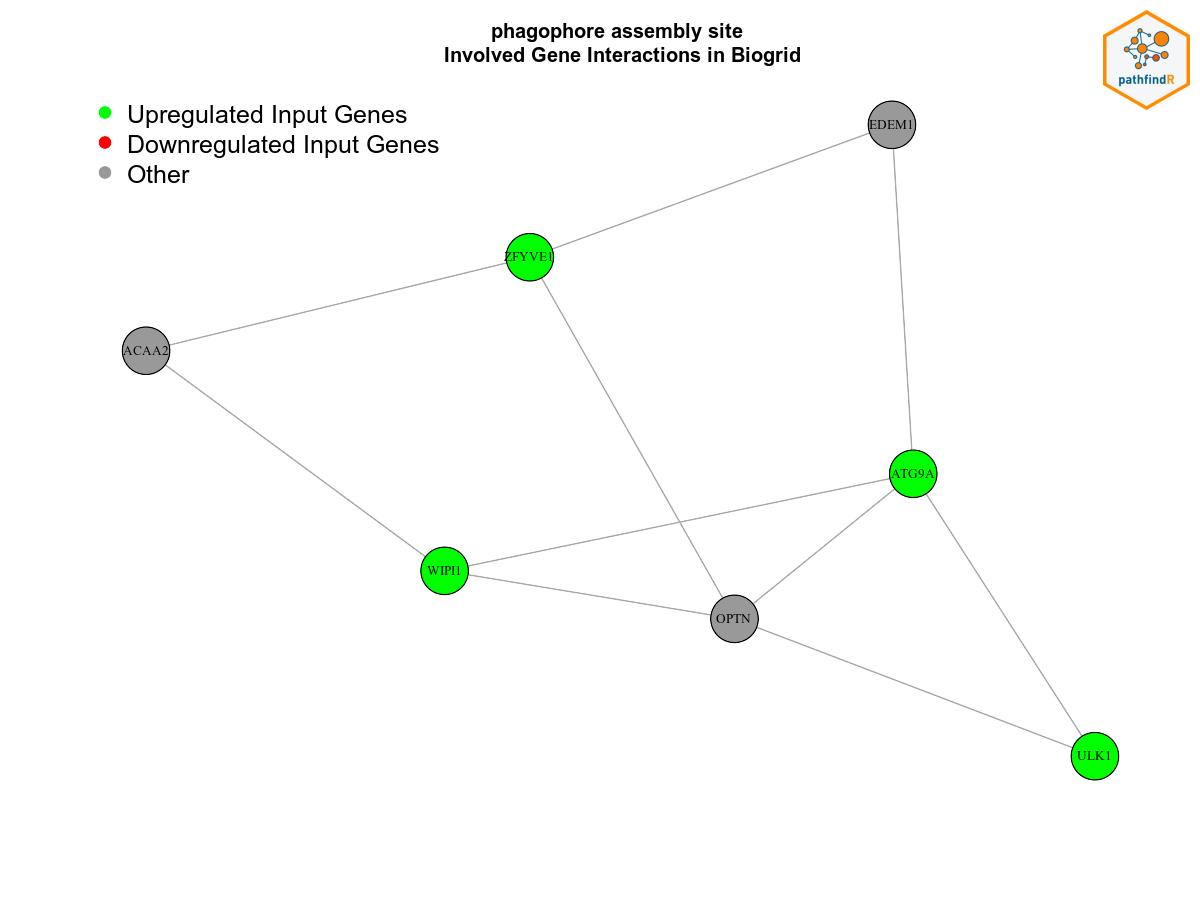 phagophore assembly site
Involved Gene Interactions in Biogrid
pathfindR
Upregulated Input Genes
Downregulated Input Genes
Other
EDEM1
ZFYVE1
ACAA2
ATG9A
WIPI1
OPTN
ULK1